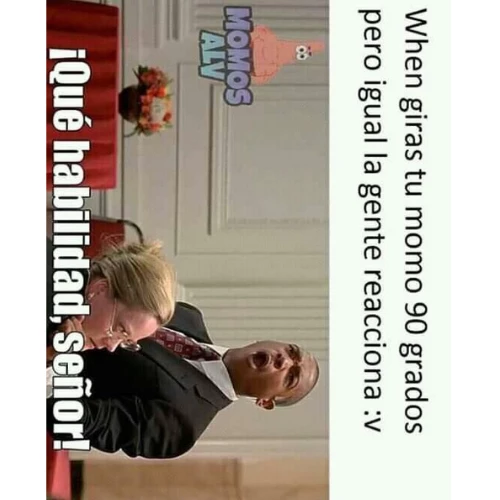 When giras tu momo 90 grados
pero igual la gente reacciona :v
MOMOS
ALV
¡Qué habilidad, señor!